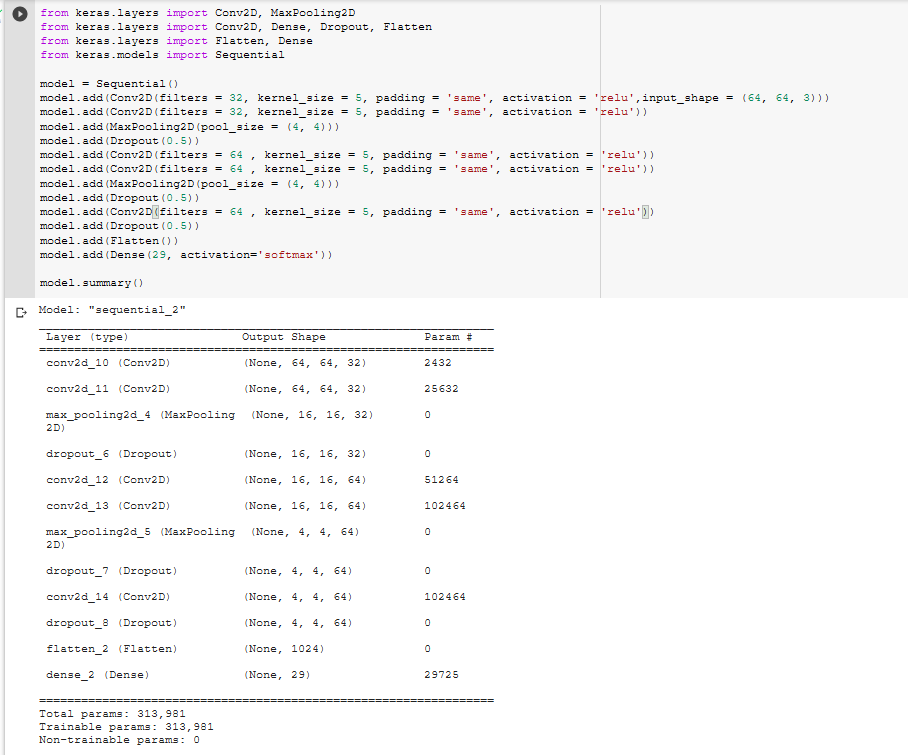 from keras.layers import Conv2D, MaxPooling2D
from keras.layers import Conv2D, Dense, Dropout, Flatten
from keras.layers import Flatten, Dense
from keras.models import Sequential
model = Sequential()
model.add(Conv2D(filters = 32, kernel_size = 5, padding = 'same', activation = 'relu',input_shape = (64, 64, 3)))
model.add(Conv2D(filters = 32, kernel_size = 5, padding = 'same', activation = 'relu'))
model.add(MaxPooling2D(pool_size = (4, 4)))
model.add(Dropout(0.5))
model.add(Conv2D(filters = 64 , kernel_size = 5, padding = 'same', activation = 'relu'))
model.add(Conv2D(filters = 64 , kernel_size = 5, padding = 'same', activation = 'relu'))
model.add(MaxPooling2D(pool_size = (4, 4)))
model.add(Dropout(0.5))
model.add(Conv2D(filters = 64 , kernel_size = 5, padding = 'same', activation = 'relu'))
model.add(Dropout(0.5))
model.add(Flatten())
model.add(Dense(29, activation='softmax'))
model.summary()
Model: "sequential_2"
Layer (type) Output Shape Param #
conv2d_10 (Conv2D) (None, 64, 64, 32) 2432
conv2d_11 (Conv2D) (None, 64, 64, 32) 25632
max_pooling2d_4 (MaxPooling (None, 16, 16, 32) 0
2D)
dropout_6 (Dropout) (None, 16, 16, 32) 0
conv2d_12 (Conv2D) (None, 16, 16, 64) 51264
conv2d_13 (Conv2D) (None, 16, 16, 64) 102464
max_pooling2d_5 (MaxPooling (None, 4, 4, 64) 0
2D)
dropout_7 (Dropout) (None, 4, 4, 64) 0
conv2d_14 (Conv2D) (None, 4, 4, 64) 102464
dropout_8 (Dropout) (None, 4, 4, 64) 0
flatten_2 (Flatten) (None, 1024) 0
dense_2 (Dense) (None, 29) 29725
Total params: 313,981
Trainable params: 313,981
Non-trainable params: 0